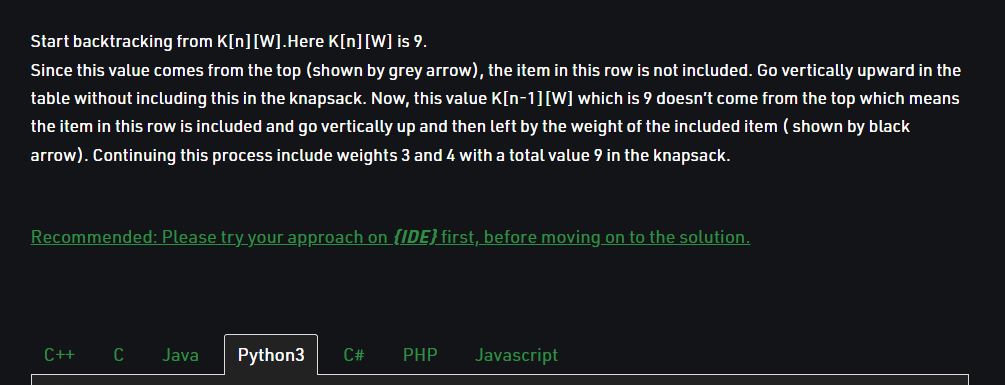 Start backtracking from K[n][W].Here K[n][W] is 9.
Since this value comes from the top (shown by grey arrow), the item in this row is not included. Go vertically upward in the
table without including this in the knapsack. Now, this value K[n-1][W] which is 9 doesn’t come from the top which means
the item in this row is included and go vertically up and then left by the weight of the included item ( shown by black
arrow). Continuing this process include weights 3 and 4 with a total value 9 in the knapsack.
Recommended: Please try your approach on {IDE} first, before moving on to the solution.
C++ C Java Python3 C# PHP Javascript